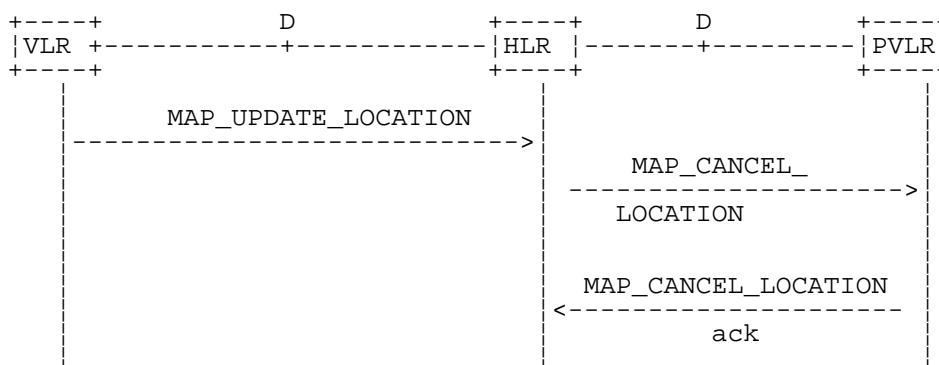 D D
VLR HLR PVLR
MAP_UPDATE_LOCATION
MAP_CANCEL_
LOCATION
MAP_CANCEL_LOCATION
ack